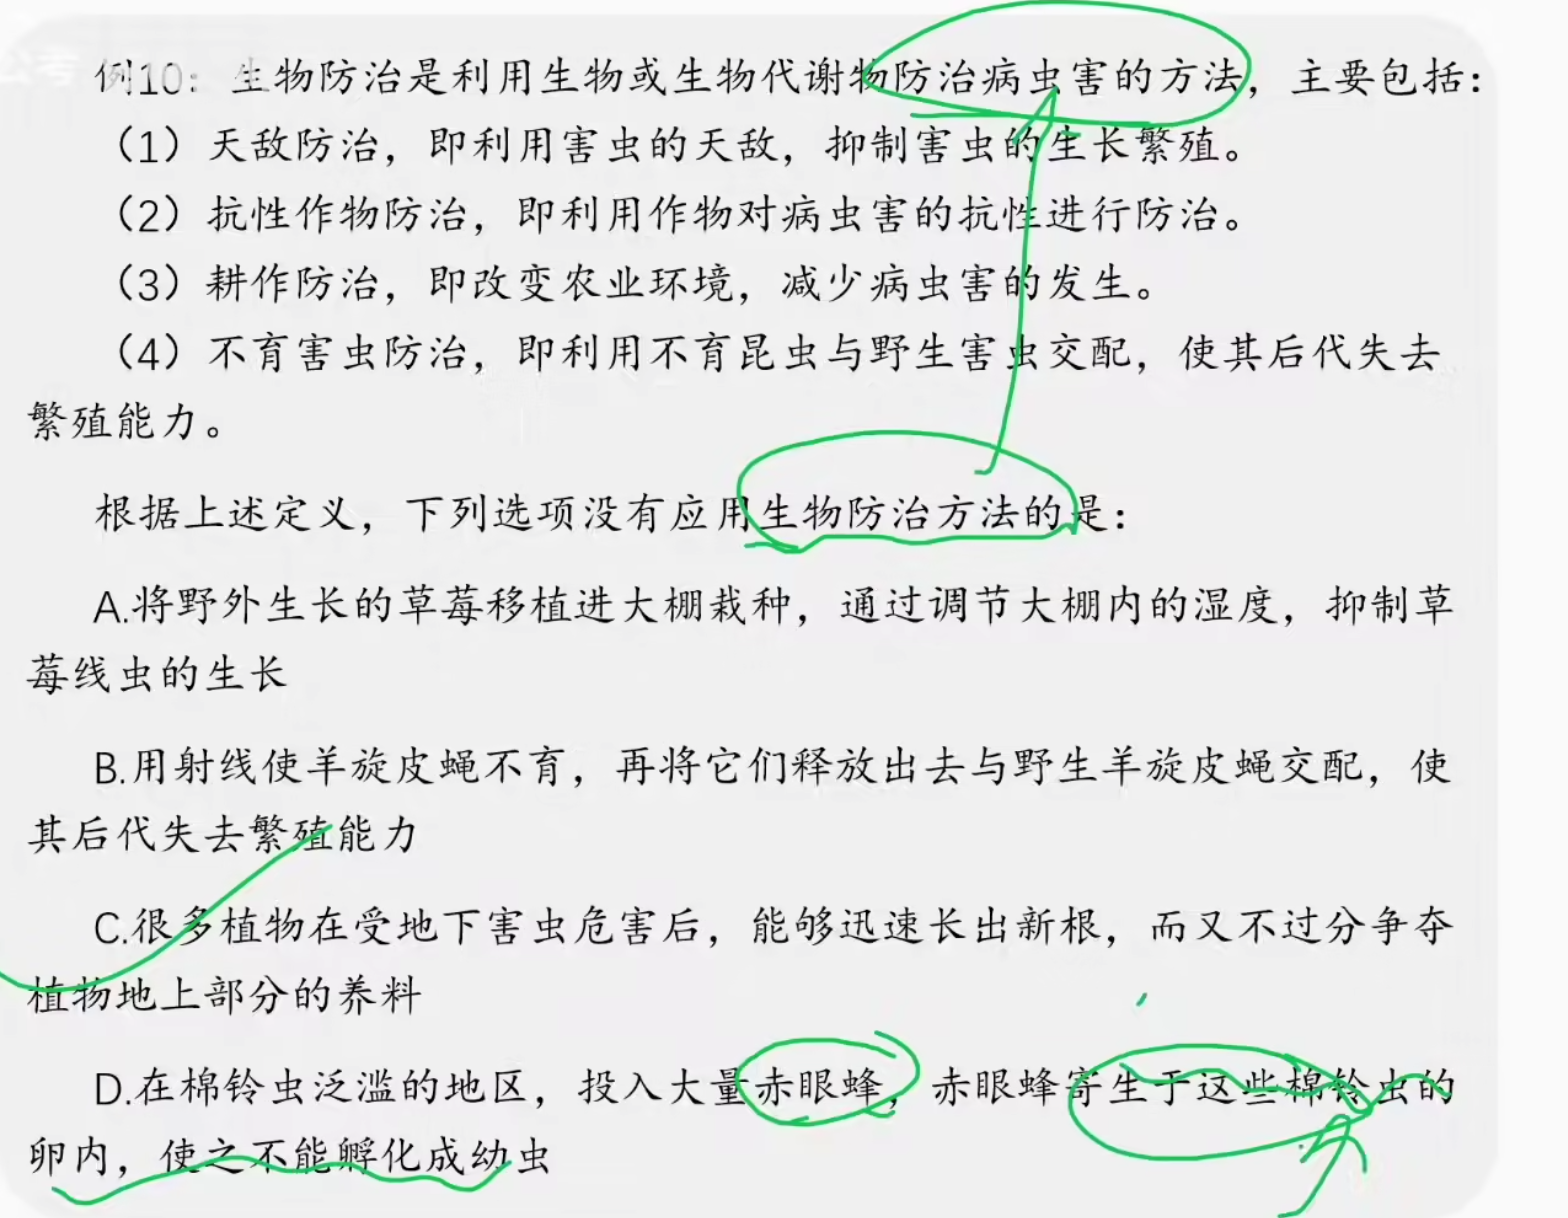 公考
例10：生物防治是利用生物或生物代谢物防治病虫害的方法，主要包括：
（1）天敌防治，即利用害虫的天敌，抑制害虫的生长繁殖。
（2）抗性作物防治，即利用作物对病虫害的抗性进行防治。
（3）耕作防治，即改变农业环境，减少病虫害的发生。
（4）不育害虫防治，即利用不育昆虫与野生害虫交配，使其后代失去
繁殖能力。
根据上述定义，下列选项没有应用生物防治方法的是：
A.将野外生长的草莓移植进大棚栽种，通过调节大棚内的湿度，抑制草
莓线虫的生长
B.用射线使羊旋皮蝇不育，再将它们释放出去与野生羊旋皮蝇交配，使
其后代失去繁殖能力
C.很多植物在受地下害虫危害后，能够迅速长出新根，而又不过分争夺
植物地上部分的养料
D.在棉铃虫泛滥的地区，投入大量赤眼蜂，赤眼蜂寄生于这些棉铃虫的
卵内，使之不能孵化成幼虫